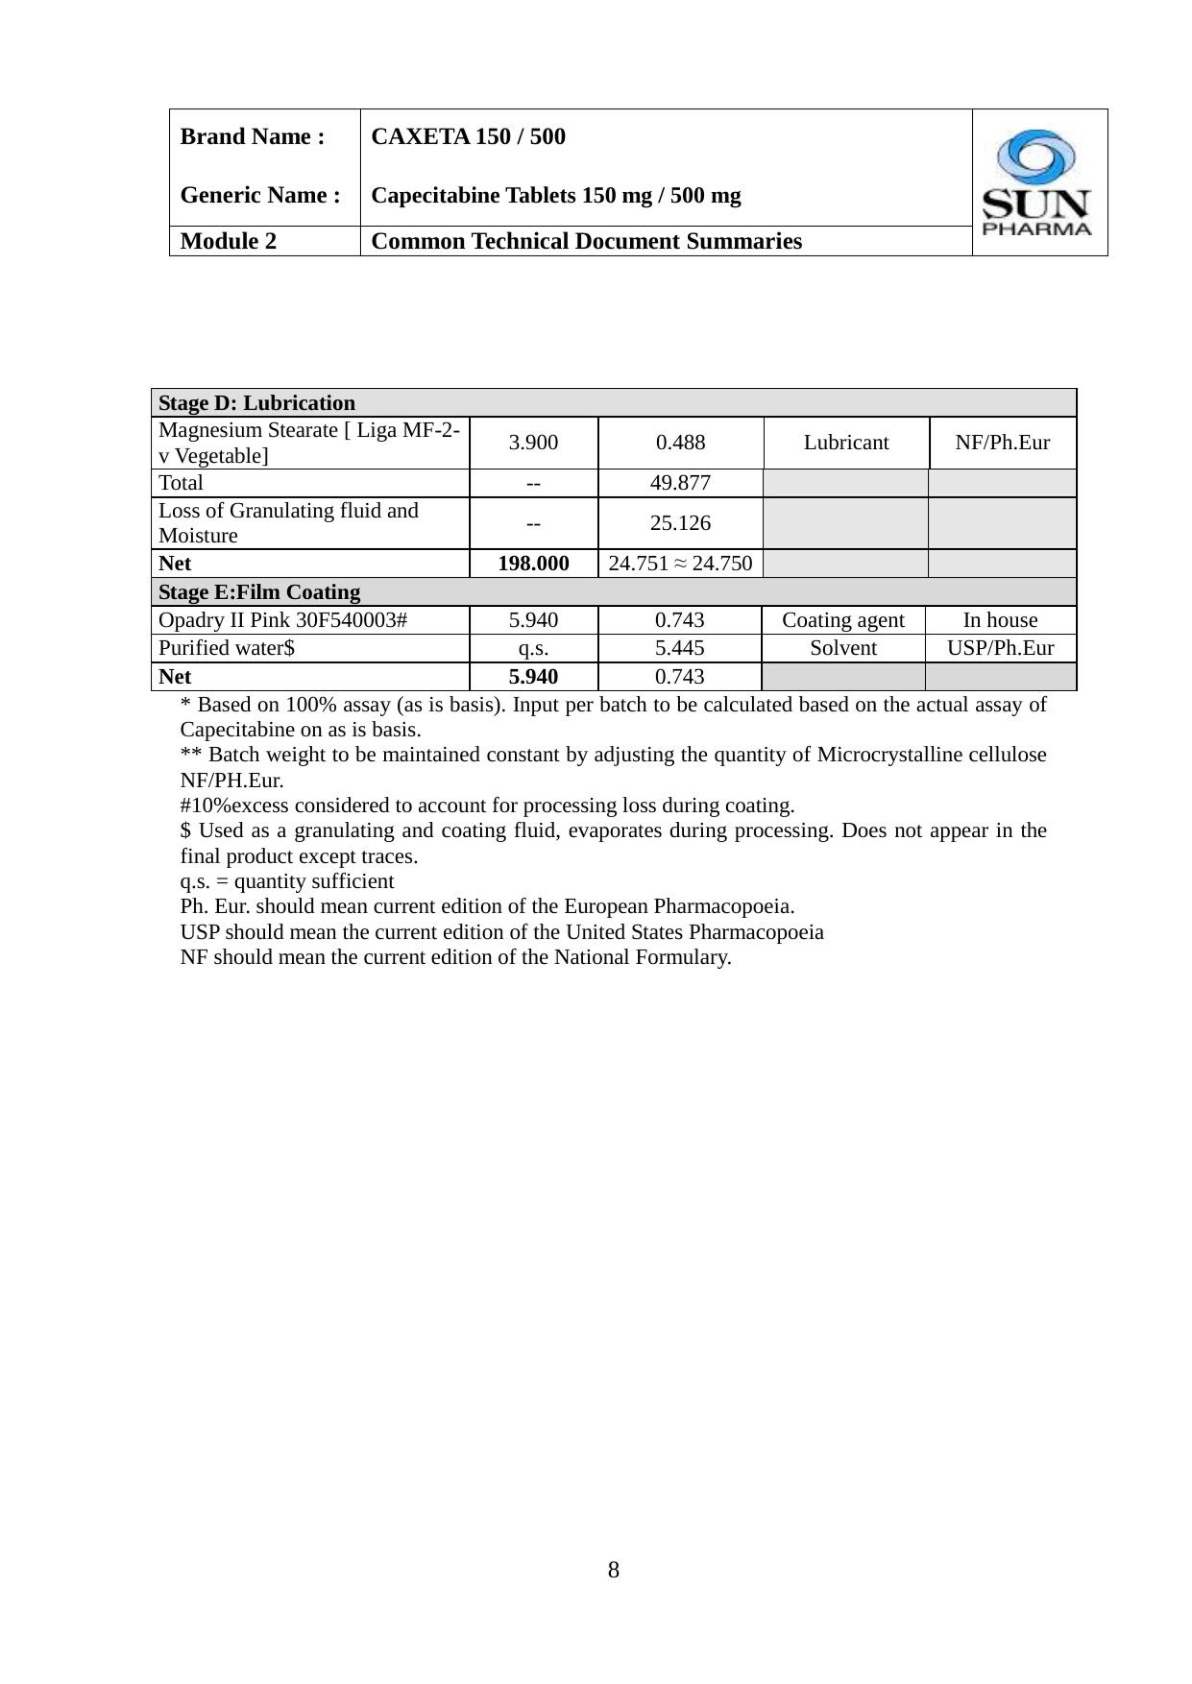 Brand Name : CAXETA 150 / 500
Generic Name : Capecitabine Tablets 150 mg / 500 mg
Module 2 Common Technical Document Summaries
SUN
PHARMA
Stage D: Lubrication
Magnesium Stearate [ Liga MF-2-
v Vegetable] 3.900 0.488 Lubricant NF/Ph.Eur
Total -- 49.877
Loss of Granulating fluid and
Moisture -- 25.126
Net 198.000 24.751 ≈ 24.750
Stage E:Film Coating
Opadry II Pink 30F540003# 5.940 0.743 Coating agent In house
Purified water$ q.s. 5.445 Solvent USP/Ph.Eur
Net 5.940 0.743
* Based on 100% assay (as is basis). Input per batch to be calculated based on the actual assay of
Capecitabine on as is basis.
** Batch weight to be maintained constant by adjusting the quantity of Microcrystalline cellulose
NF/PH.Eur.
#10%excess considered to account for processing loss during coating.
$ Used as a granulating and coating fluid, evaporates during processing. Does not appear in the
final product except traces.
q.s. = quantity sufficient
Ph. Eur. should mean current edition of the European Pharmacopoeia.
USP should mean the current edition of the United States Pharmacopoeia
NF should mean the current edition of the National Formulary.
8